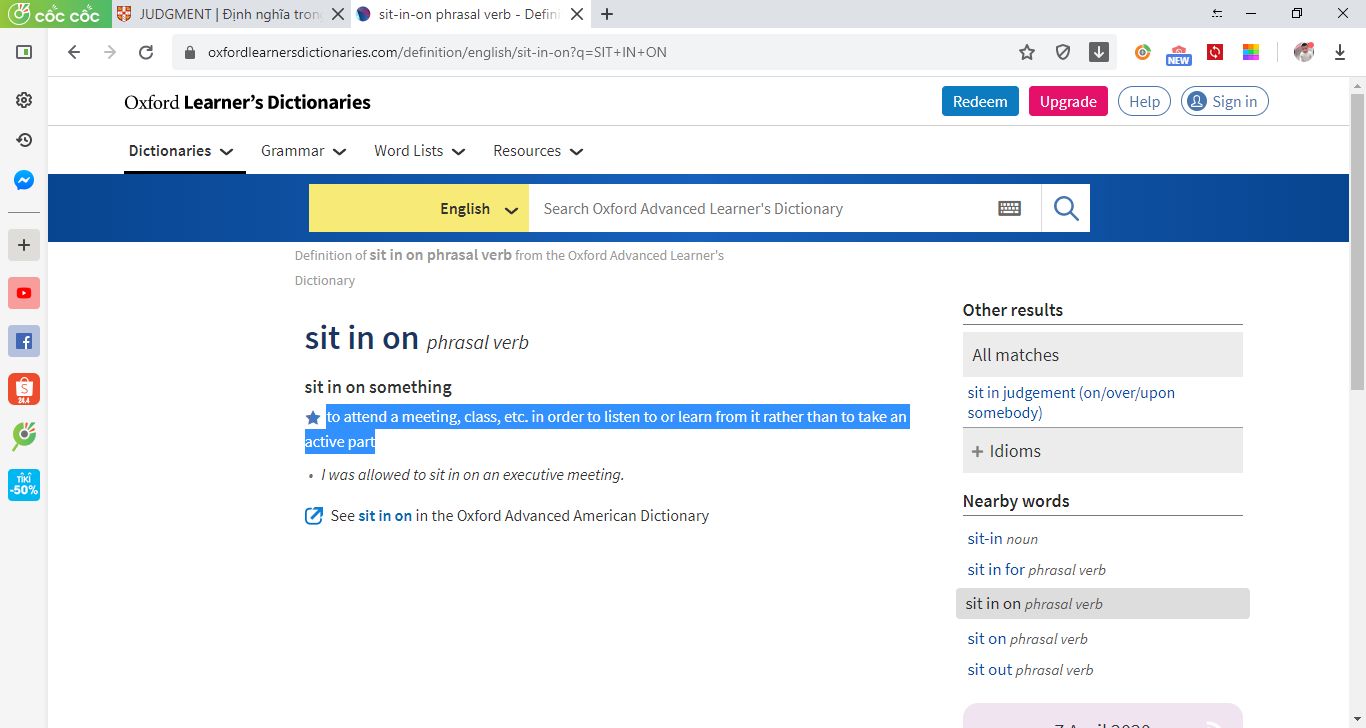 cốc cốc
JUDGMENT | Định nghĩa tron
sit-in-on phrasal verb - Defini
oxfordlearnersdictionaries.com/definition/english/sit-in-on?q=SIT+IN+ON
NEW
Oxford Learner's Dictionaries
Redeem
Upgrade
Help
Sign in
Dictionaries
Grammar
Word Lists
Resources
English
Search Oxford Advanced Learner's Dictionary
Definition of sit in on phrasal verb from the Oxford Advanced Learner's
Dictionary
sit in on phrasal verb
sit in on something
to attend a meeting, class, etc. in order to listen to or learn from it rather than to take an
active part
• I was allowed to sit in on an executive meeting.
See sit in on in the Oxford Advanced American Dictionary
Other results
All matches
sit in judgement (on/over/upon
somebody)
+ Idioms
Nearby words
sit-in noun
sit in for phrasal verb
sit in on phrasal verb
sit on phrasal verb
sit out phrasal verb
7 April 2020
S
24.4
TIKI
-50%